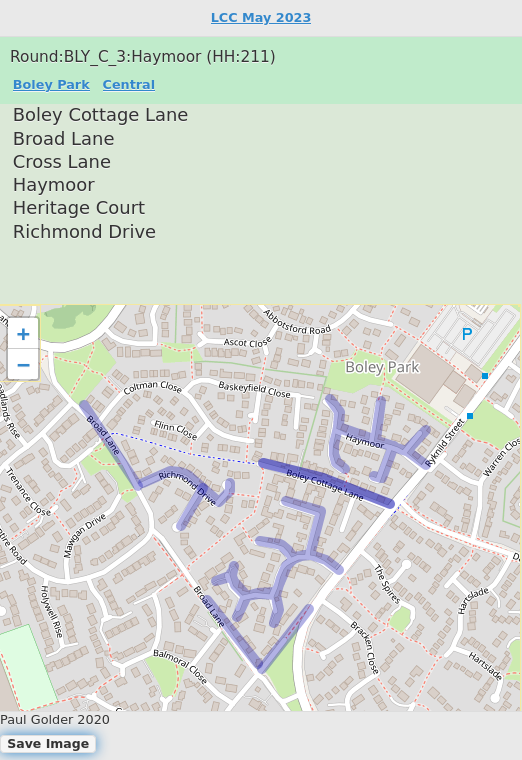 LCC May 2023
Round:BLY_C_3:Haymoor (HH:211)
Boley Park Central
Boley Cottage Lane
Broad Lane
Cross Lane
Haymoor
Heritage Court
Richmond Drive
+
−
Abbotsford Road
Ascot Close
P
Boley Park
Coltman Close
Baskeyfield Close
Flinn Close
Broad Lane
Haymoor
Ryknild Street
Warren Clos
Richmond Drive
Boley Cottage Lane
Trenance Close
Mawgan Drive
Holywell Rise
Broad Lane
The Spires
Hartslade
Bracken Close
Hartslade
Balmoral Close
Paul Golder 2020
Save Image